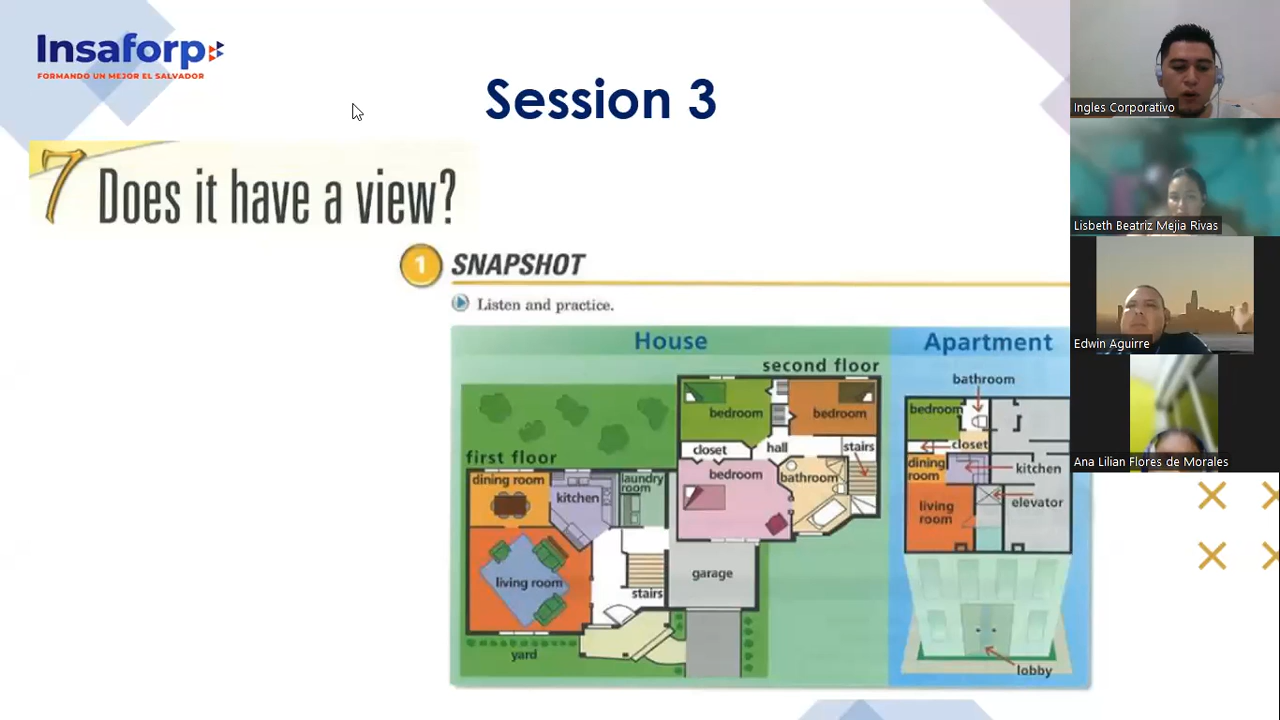 Insaforp
FORMANDO UN MEJOR EL SALVADOR
Session 3
7 Does it have a view?
1 SNAPSHOT
Listen and practice.
House
second floor
bedroom
bedroom
closet
hall
stairs
bedroom
bathroom
first floor
dining room
kitchen
laundry
room
living room
stairs
garage
yard
Apartment
bathroom
bedroom
closet
dining
room
kitchen
living
room
elevator
lobby
Ingles Corporativo
Lisbeth Beatriz Mejia Rivas
Edwin Aguirre
Ana Lilian Flores de Morales